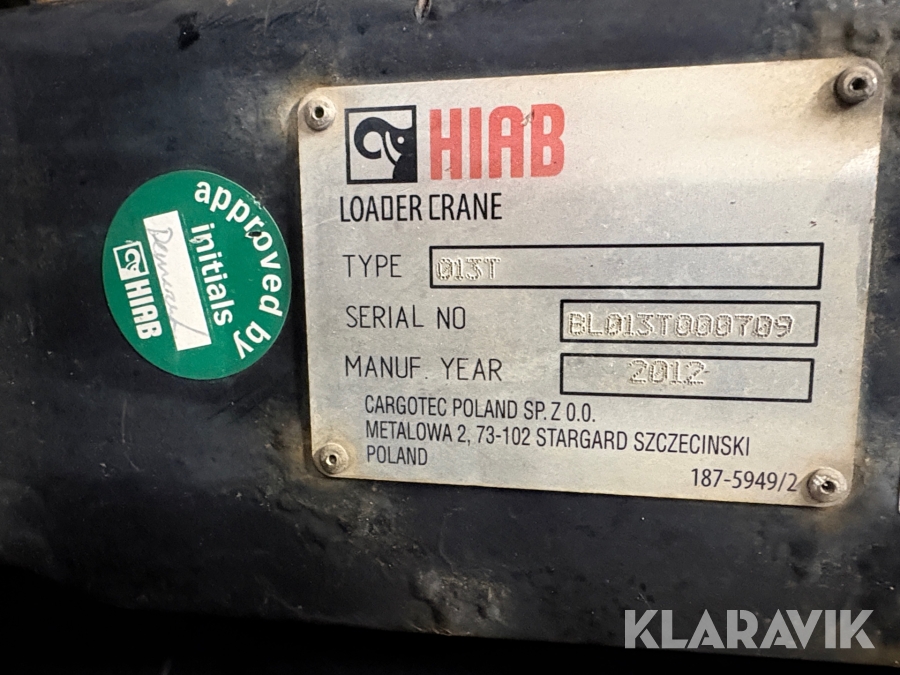 HIAB
LOADER CRANE
TYPE 013T
SERIAL NO BL013T000709
MANUF. YEAR 2012
CARGOTEC POLAND SP. Z O.O.
METALOWA 2, 73-102 STARGARD SZCZECINSKI
POLAND
187-5949/2
approved by
initials
HIAB
KLARAVIK